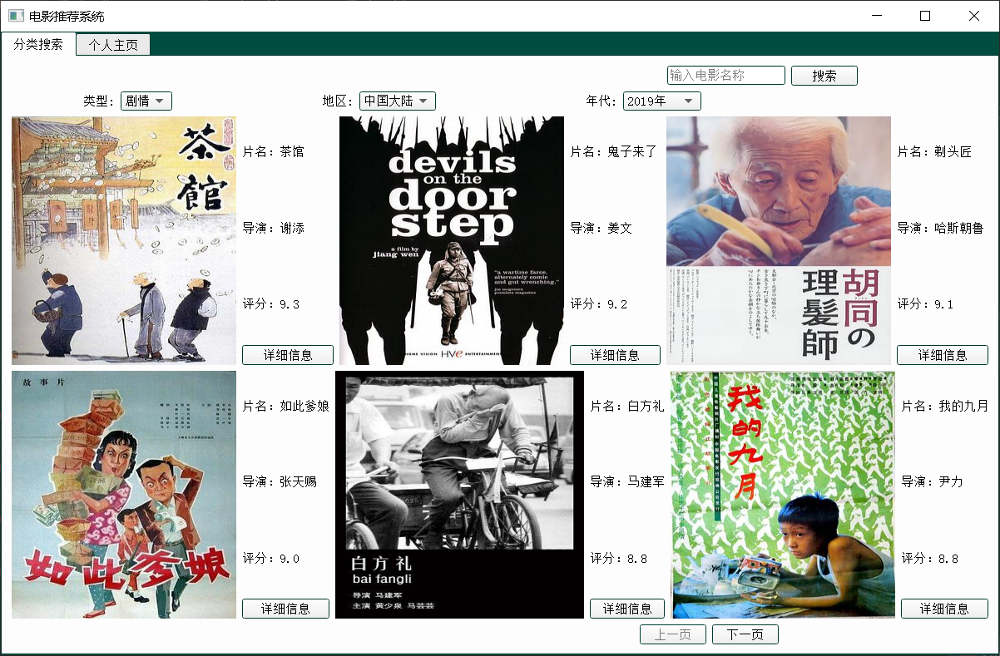 电影推荐系统
分类搜索
个人主页
输入电影名称
搜索
类型：
剧情
地区：
中国大陆
年代：
2019年
茶
館
片名：茶馆
导演：谢添
评分：9.3
详细信息
devils
on the
door
step
a film by
jiang wen
"a wartime farce,
alternately comic
and gut wrenching."
joe mcgovern
premiere magazine
HOME VISION HVe ENTERTAINMENT
片名：鬼子来了
导演：姜文
评分：9.2
详细信息
胡同の
理髪師
片名：剃头匠
导演：哈斯朝鲁
评分：9.1
详细信息
故事片
如此爹娘
片名：如此爹娘
导演：张天赐
评分：9.0
详细信息
白方礼
bai fangli
导演 马建军
主演 黄少泉 马芸芸
片名：白方礼
导演：马建军
评分：8.8
详细信息
我的九月
片名：我的九月
导演：尹力
评分：8.8
详细信息
上一页
下一页